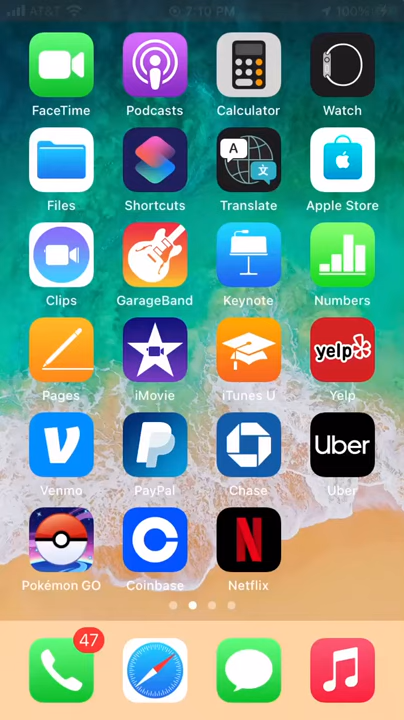 AT&T 7:10 PM 100%
FaceTime Podcasts Calculator Watch
A 文
Files Shortcuts Translate Apple Store
Clips GarageBand Keynote Numbers
yelp
Pages iMovie iTunes U Yelp
Uber
Venmo PayPal Chase Uber
Pokémon GO Coinbase Netflix
47